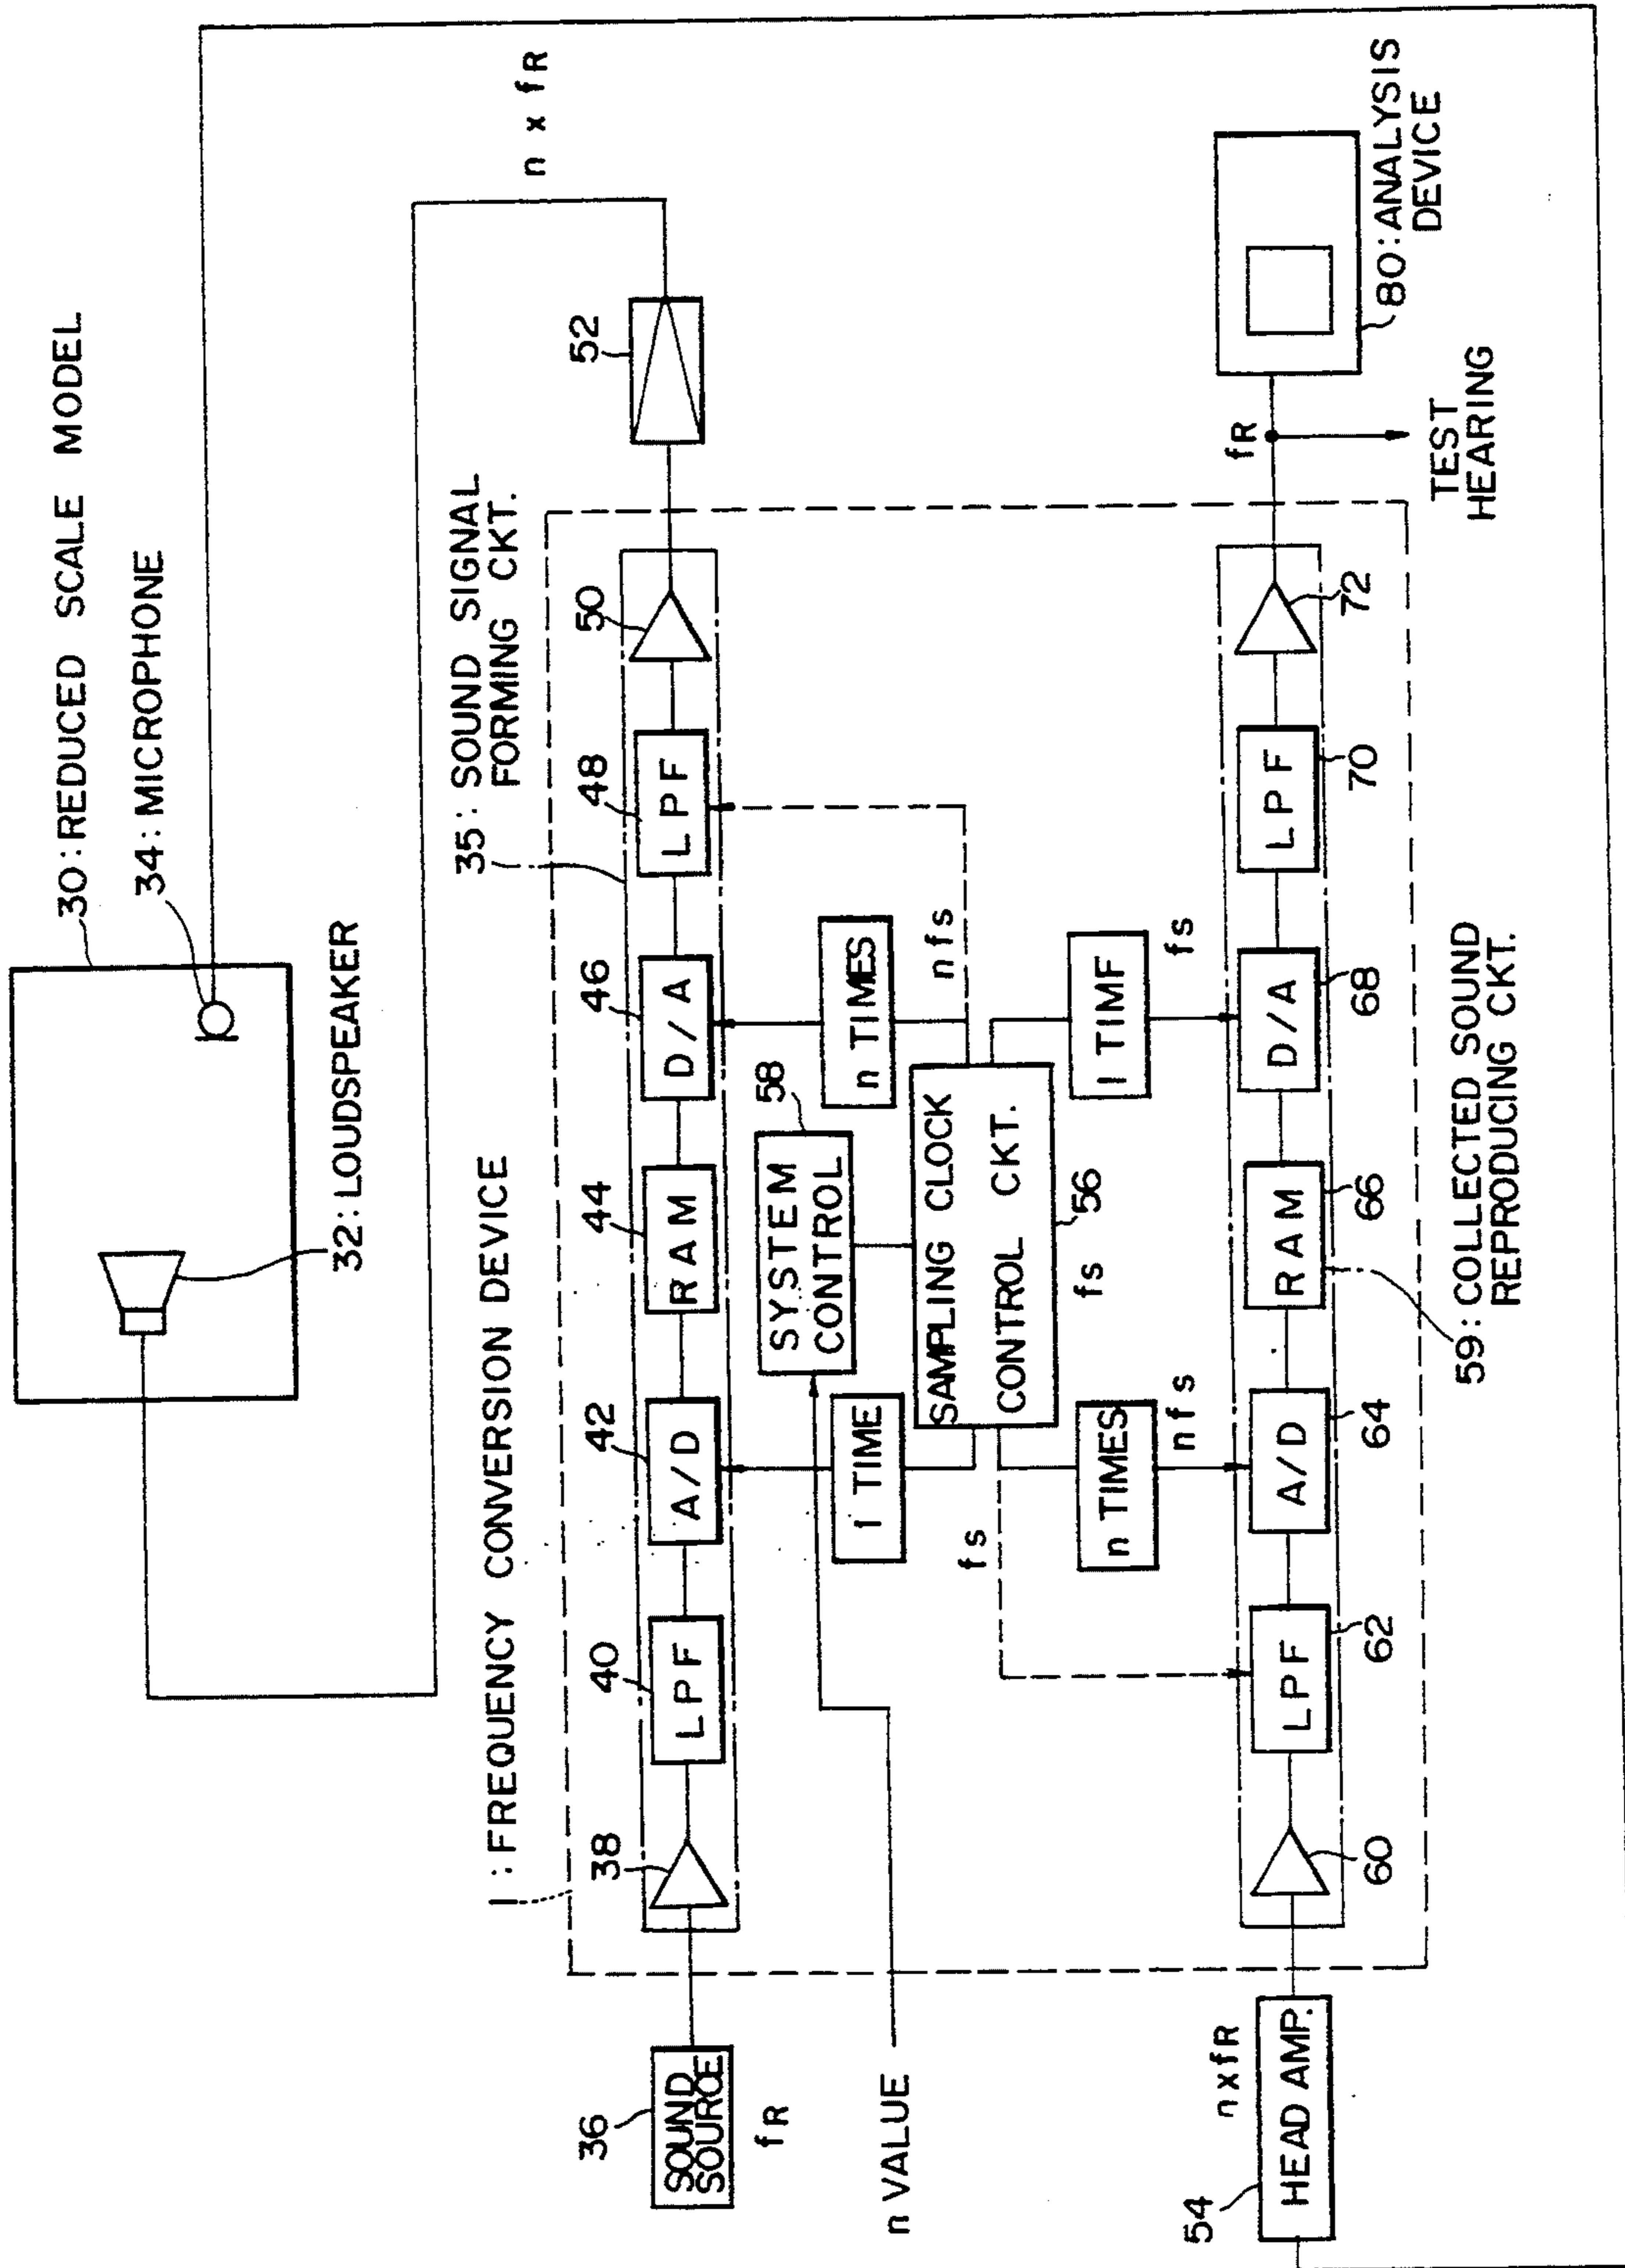 30:REDUCED SCALE MODEL
34:MICROPHONE
32:LOUDSPEAKER
n x fR
1:FREQUENCY CONVERSION DEVICE
35:SOUND SIGNAL
FORMING CKT.
52
36
SOUND
SOURCE
fR
38
40
LPF
42
A/D
44
RAM
46
D/A
48
LPF
50
n VALUE
1 TIME
58
SYSTEM
CONTROL
n TIMES
nfs
SAMPLING CLOCK
CONTROL CKT.
56
fs
fs
n TIMES
nfs
1 TIMF
fs
54
HEAD AMP.
nxfR
60
LPF
62
A/D
64
RAM
66
D/A
68
LPF
70
72
59:COLLECTED SOUND
REPRODUCING CKT.
fR
TEST
HEARING
80:ANALYSIS
DEVICE